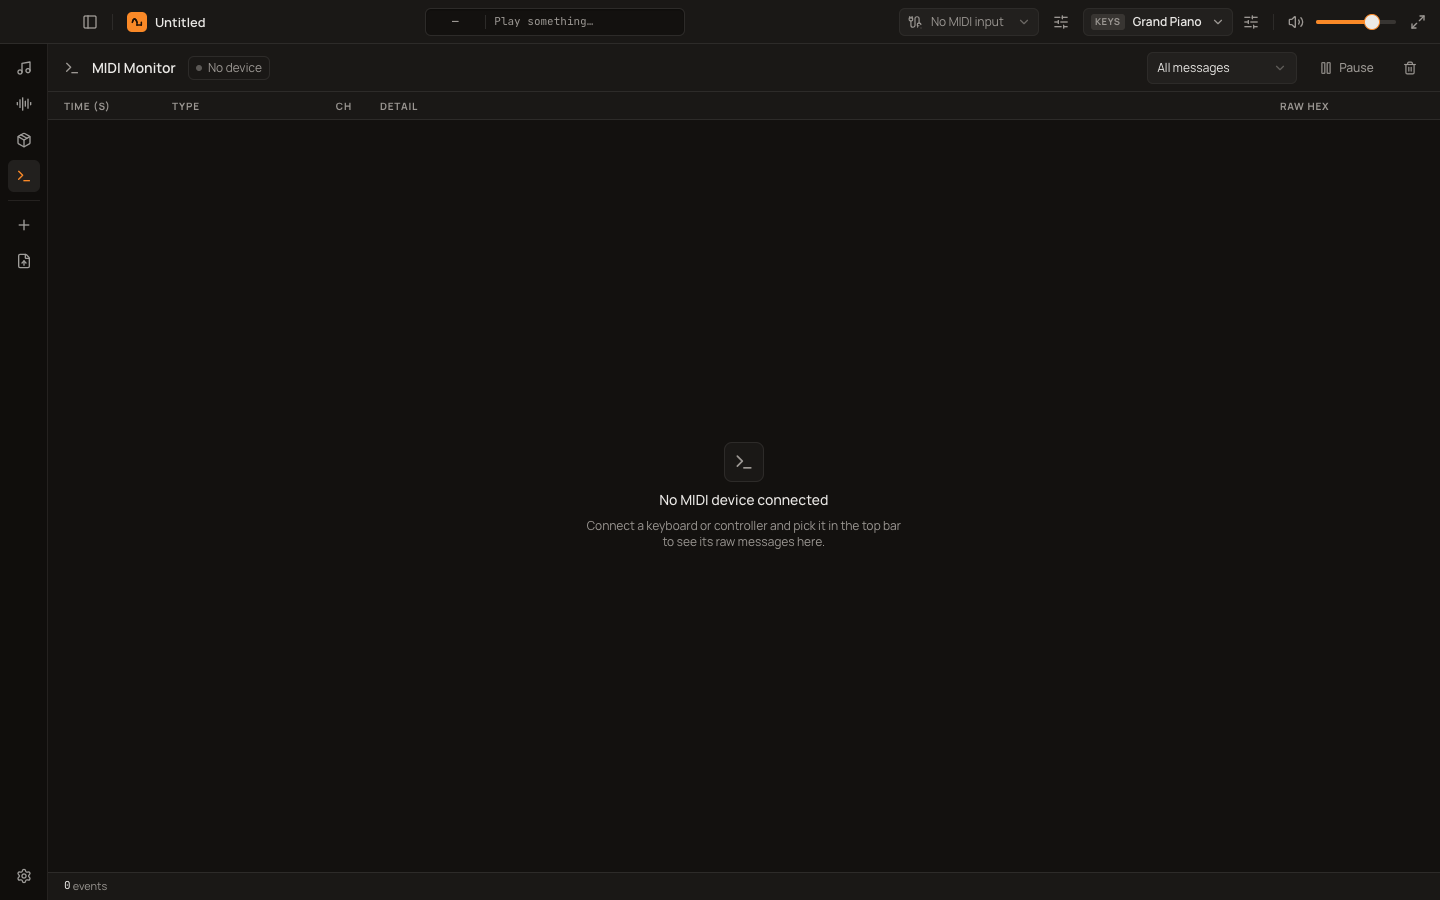 Untitled
– Play something…
No MIDI input
KEYS Grand Piano
MIDI Monitor
No device
All messages
Pause
TIME (S) TYPE CH DETAIL RAW HEX
No MIDI device connected
Connect a keyboard or controller and pick it in the top bar
to see its raw messages here.
0 events